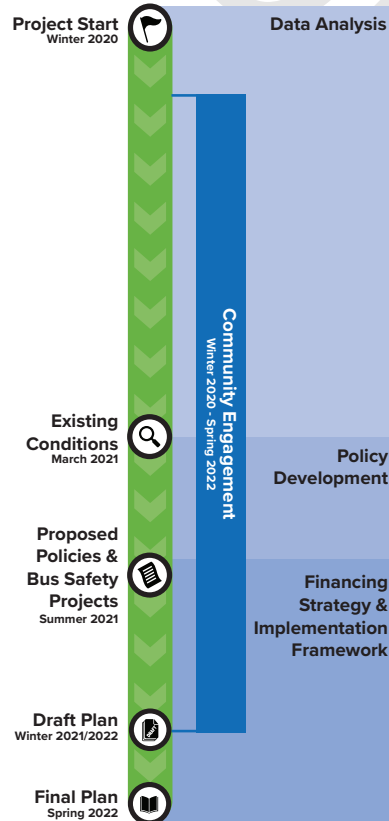 Project Start
Winter 2020
Data Analysis
Community Engagement
Winter 2020 - Spring 2022
Existing
Conditions
March 2021
Policy
Development
Proposed
Policies &
Bus Safety
Projects
Summer 2021
Financing
Strategy &
Implementation
Framework
Draft Plan
Winter 2021/2022
Final Plan
Spring 2022